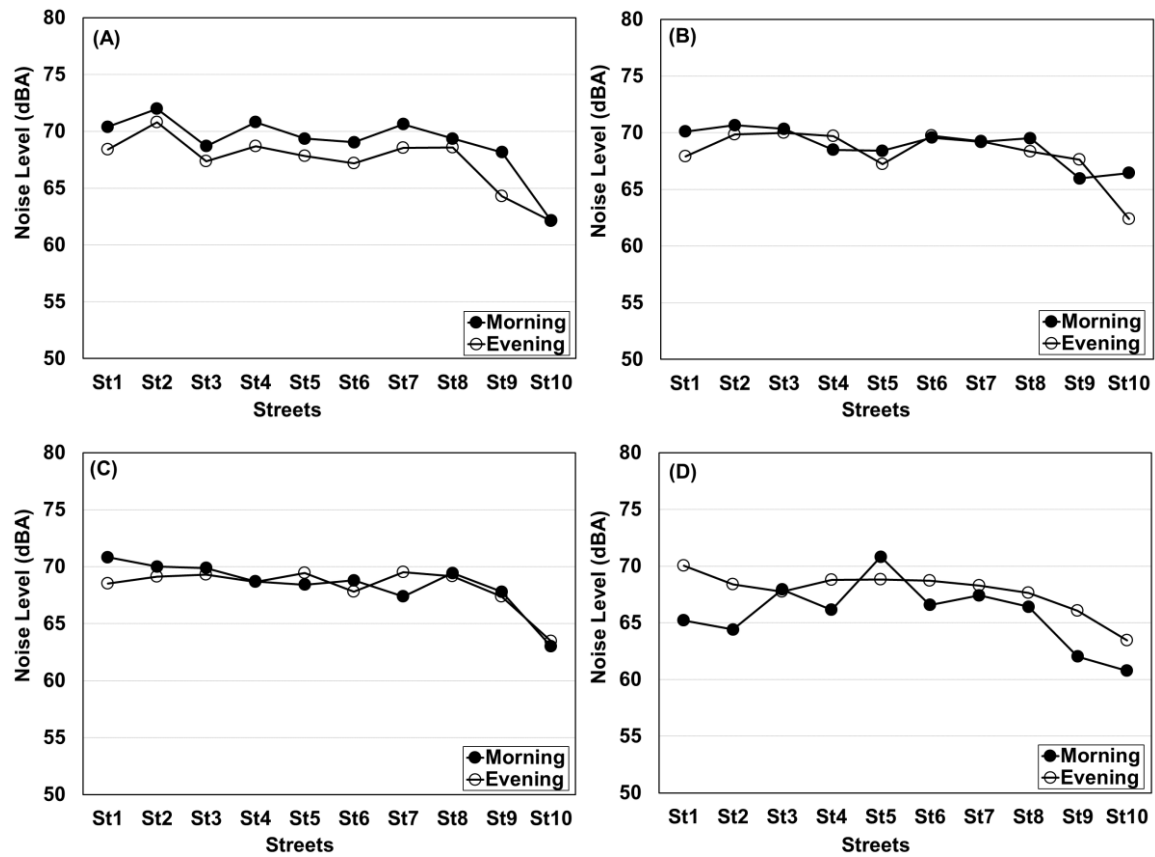 (A)
Noise Level (dBA)
80
75
70
65
60
55
50
Morning
Evening
St1 St2 St3 St4 St5 St6 St7 St8 St9 St10
Streets
(B)
Noise Level (dBA)
80
75
70
65
60
55
50
Morning
Evening
St1 St2 St3 St4 St5 St6 St7 St8 St9 St10
Streets
(C)
Noise Level (dBA)
80
75
70
65
60
55
50
Morning
Evening
St1 St2 St3 St4 St5 St6 St7 St8 St9 St10
Streets
(D)
Noise Level (dBA)
80
75
70
65
60
55
50
Morning
Evening
St1 St2 St3 St4 St5 St6 St7 St8 St9 St10
Streets